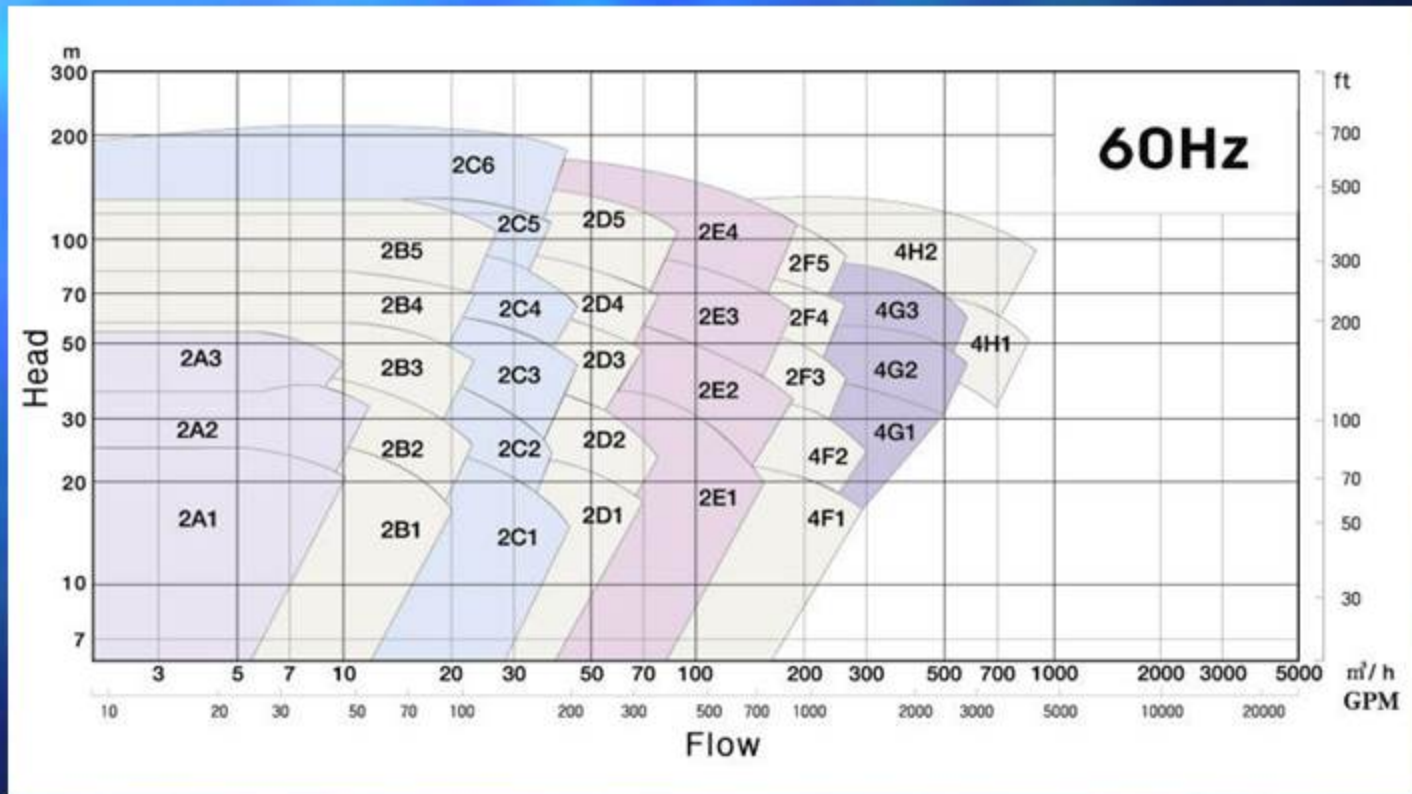 m
300
ft
60Hz
200
700
2C6
500
2C5
2D5
100
2E4
2B5
4H2
2F5
300
70
2B4
2C4
2D4
2E3
2F4
4G3
200
50
2A3
4H1
2B3
2C3
2D3
2E2
2F3
4G2
Head
30
100
2A2
2B2
2C2
2D2
4F2
4G1
20
70
2A1
2B1
2C1
2D1
2E1
4F1
50
10
30
7
3 5 7 10 20 30 50 70 100 200 300 500 700 1000 2000 3000 5000 m³/ h
10 20 30 50 70 100 200 300 500 700 1000 2000 3000 5000 10000 20000 GPM
Flow